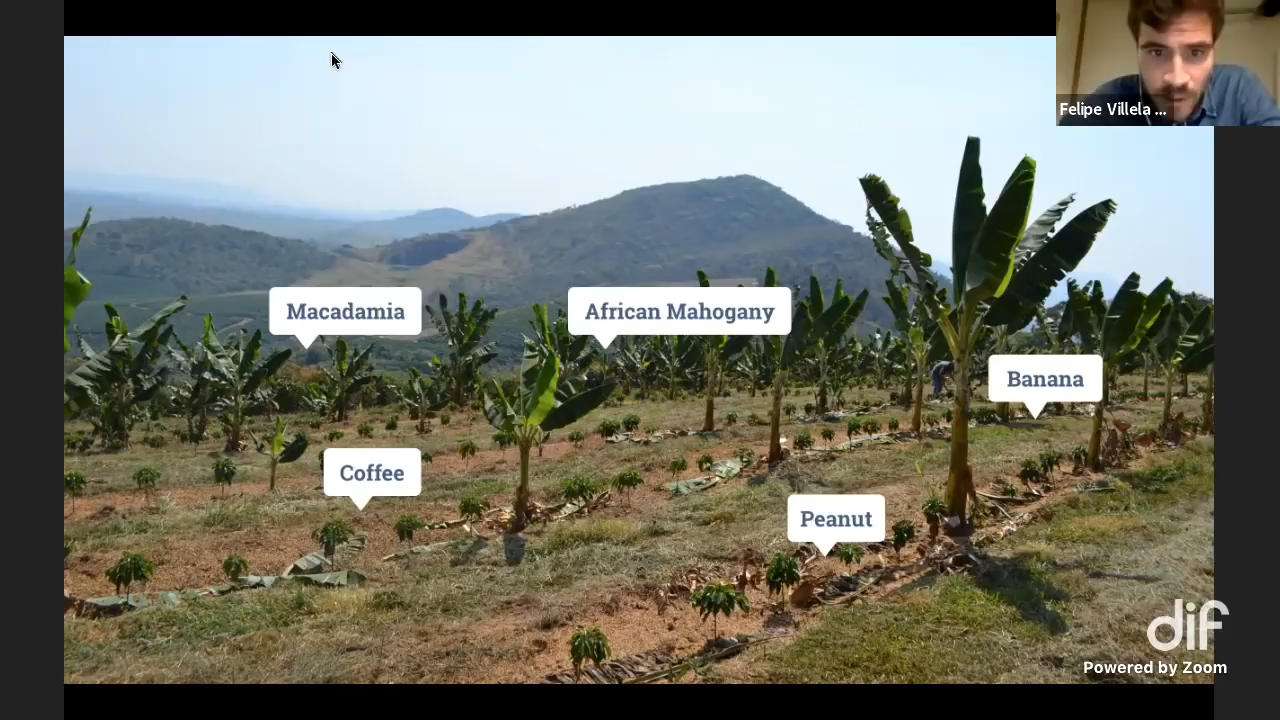 Felipe Villela ...
Macadamia
African Mahogany
Banana
Coffee
Peanut
dif
Powered by Zoom